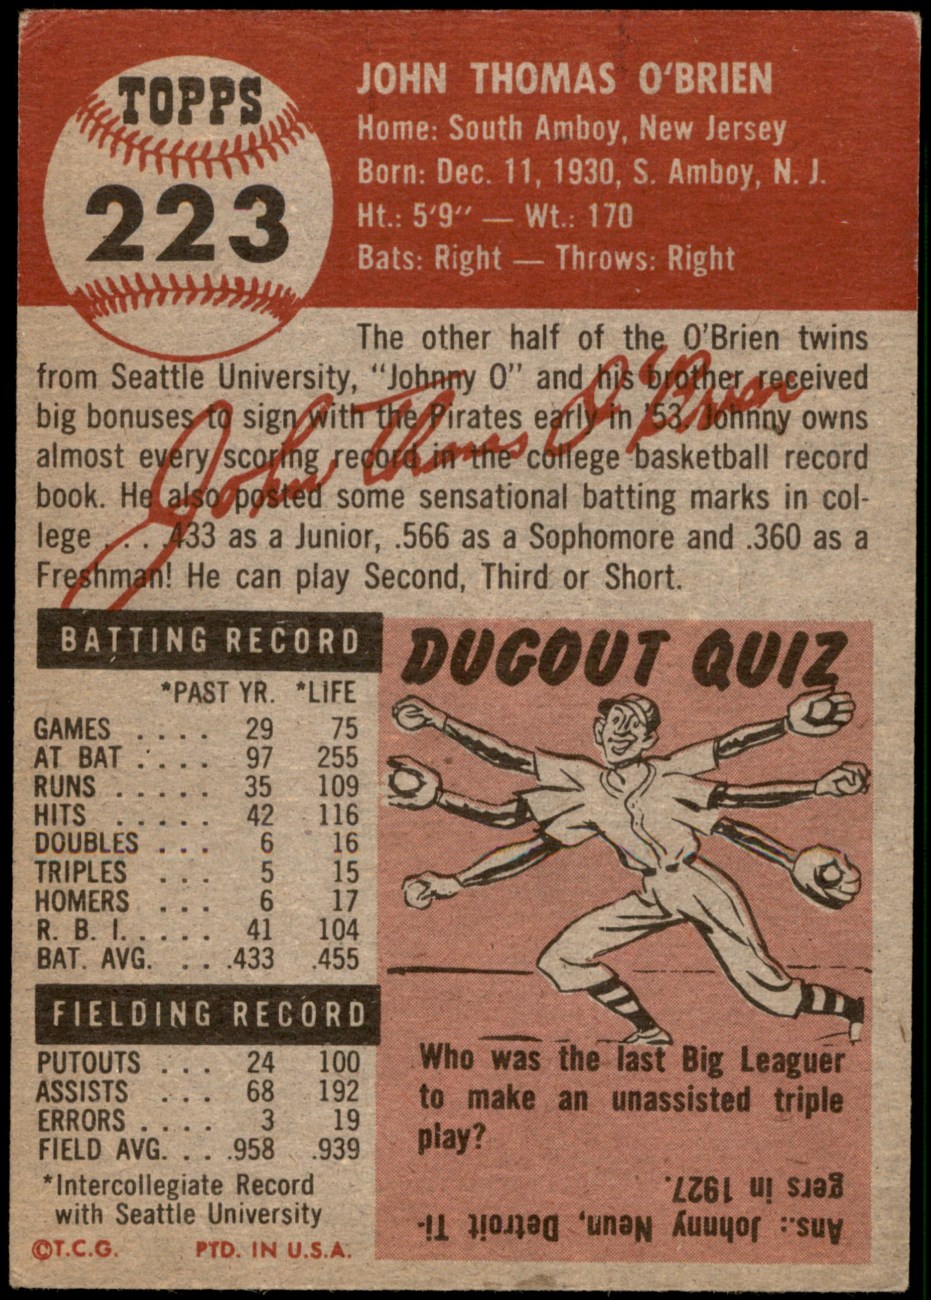 TOPPS
223
JOHN THOMAS O'BRIEN
Home: South Amboy, New Jersey
Born: Dec. 11, 1930, S. Amboy, N. J.
Ht.: 5'9" — Wt.: 170
Bats: Right — Throws: Right
The other half of the O'Brien twins
from Seattle University, "Johnny O" and his brother received
big bonuses to sign with the Pirates early in '53. Johnny owns
almost every scoring record in the college basketball record
book. He also posted some sensational batting marks in col-
lege . . . .433 as a Junior, .566 as a Sophomore and .360 as a
Freshman! He can play Second, Third or Short.
John Thomas O'Brien
BATTING RECORD
*PAST YR. *LIFE
GAMES . . . . 29 75
AT BAT . . . . 97 255
RUNS . . . . . 35 109
HITS . . . . . 42 116
DOUBLES . . . 6 16
TRIPLES . . . 5 15
HOMERS . . . 6 17
R. B. I. . . . . 41 104
BAT. AVG. . . . .433 .455
FIELDING RECORD
PUTOUTS . . . 24 100
ASSISTS . . . 68 192
ERRORS . . . . 3 19
FIELD AVG. . . .958 .939
*Intercollegiate Record
with Seattle University
©T.C.G. PTD. IN U.S.A.
DUGOUT QUIZ
Who was the last Big Leaguer
to make an unassisted triple
play?
Ans.: Johnny Neun, Detroit Ti-
gers in 1927.